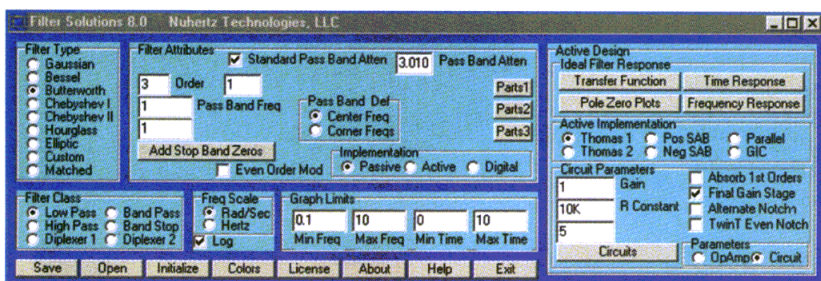 Filter Solutions 8.0 Nuhertz Technologies, LLC
Filter Type
Gaussian
Bessel
Butterworth
Chebyshev I
Chebyshev II
Hourglass
Elliptic
Custom
Matched
Filter Attributes
Standard Pass Band Atten 3.010 Pass Band Atten
3 Order 1
1 Pass Band Freq
1
Add Stop Band Zeros
Even Order Mod
Pass Band Def
Center Freq
Corner Freqs
Parts1
Parts2
Parts3
Implementation
Passive Active Digital
Filter Class
Low Pass Band Pass
High Pass Band Stop
Diplexer 1 Diplexer 2
Freq Scale
Rad/Sec
Hertz
Log
Graph Limits
0.1 10 0 10
Min Freq Max Freq Min Time Max Time
Save Open Initialize Colors License About Help Exit
Active Design
Ideal Filter Response
Transfer Function Time Response
Pole Zero Plots Frequency Response
Active Implementation
Thomas 1 Pos SAB Parallel
Thomas 2 Neg SAB GIC
Circuit Parameters
1 Gain
10K R Constant
5
Circuits
Absorb 1st Orders
Final Gain Stage
Alternate Notch
TwinT Even Notch
Parameters
OpAmp Circuit